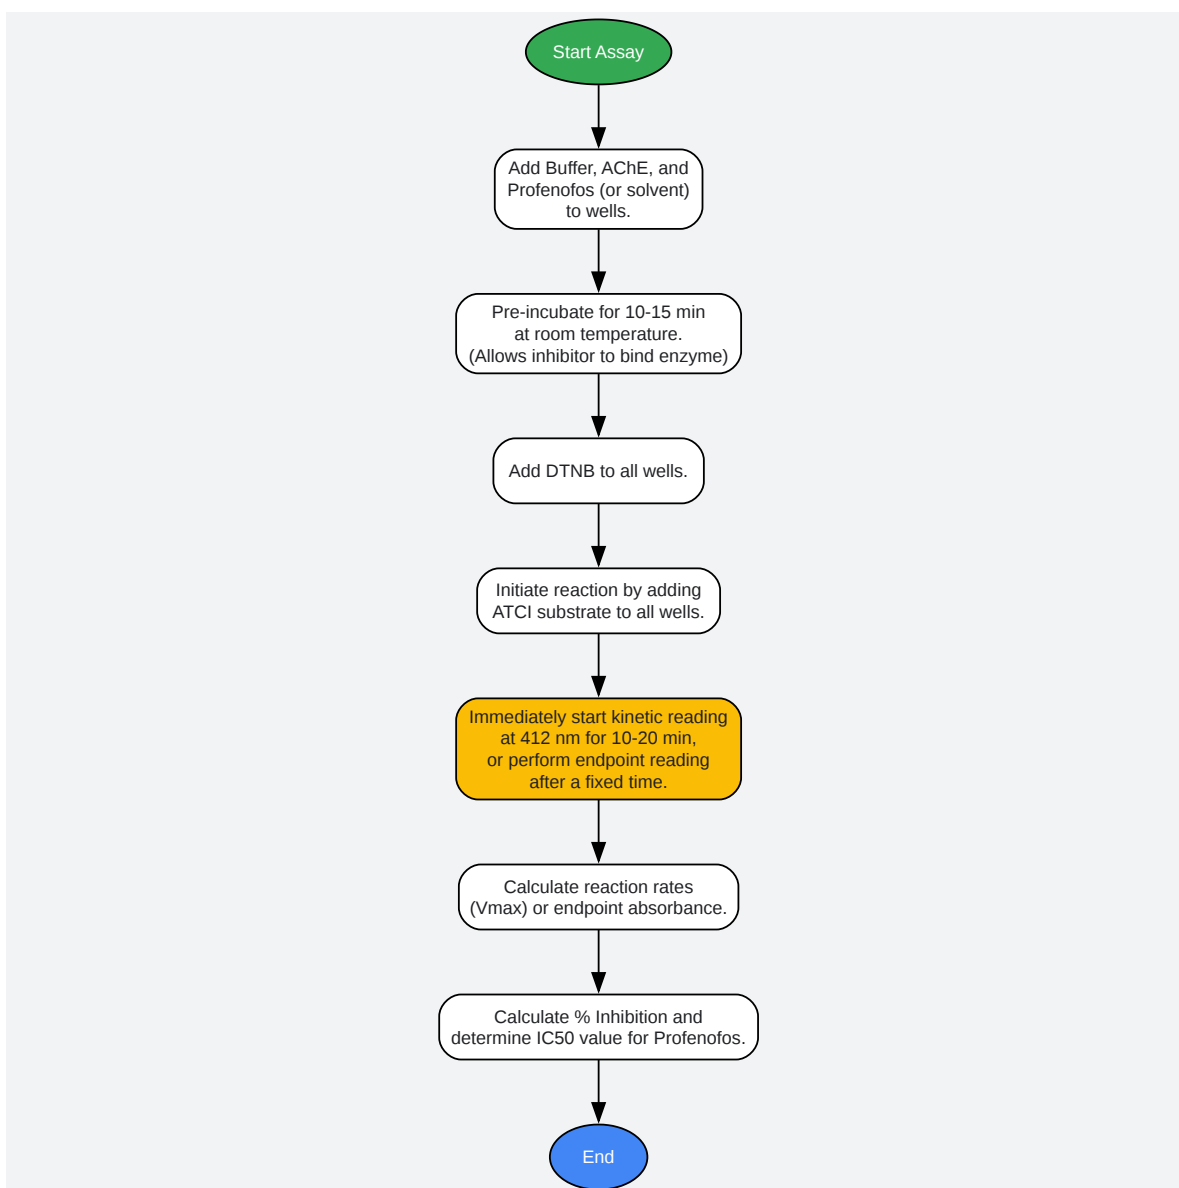 Start Assay
Add Buffer, AChE, and
Profenofos (or solvent)
to wells.
Pre-incubate for 10-15 min
at room temperature.
(Allows inhibitor to bind enzyme)
Add DTNB to all wells.
Initiate reaction by adding
ATCI substrate to all wells.
Immediately start kinetic reading
at 412 nm for 10-20 min,
or perform endpoint reading
after a fixed time.
Calculate reaction rates
(Vmax) or endpoint absorbance.
Calculate % Inhibition and
determine IC50 value for Profenofos.
End